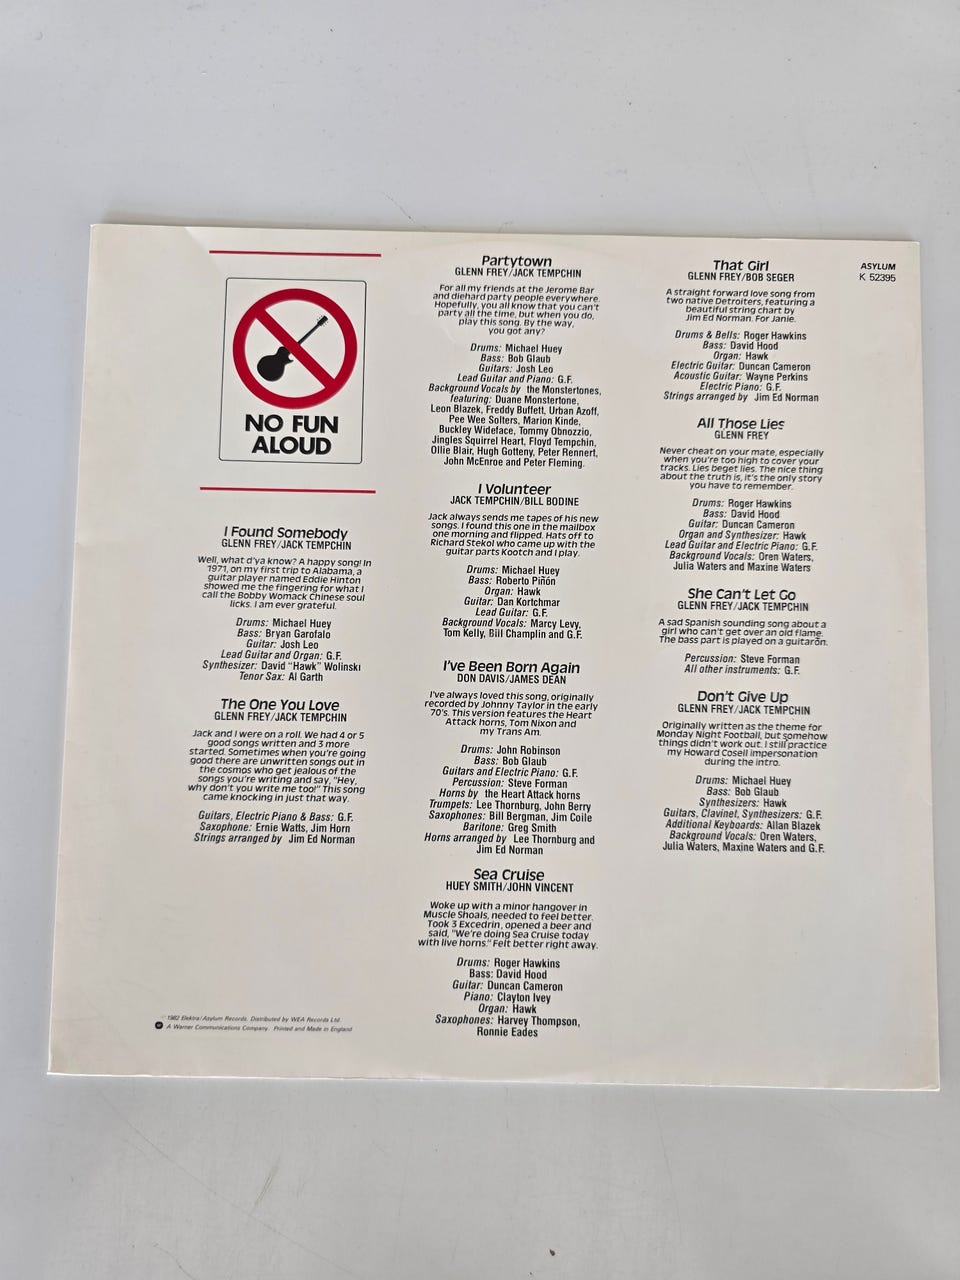 NO FUN
ALOUD
I Found Somebody
GLENN FREY/JACK TEMPCHIN
Well, what d'ya know? A happy song! In
1971, on my first trip to Alabama, a
guitar player named Eddie Hinton
showed me the fingering for what I
call the Bobby Womack Chinese soul
licks. I am ever grateful.
Drums: Michael Huey
Bass: Bryan Garofalo
Guitar: Josh Leo
Lead Guitar and Organ: G.F.
Synthesizer: David "Hawk" Wolinski
Tenor Sax: Al Garth
The One You Love
GLENN FREY/JACK TEMPCHIN
Jack and I were on a roll. We had 4 or 5
good songs written and 3 more
started. Sometimes when you're going
good there are unwritten songs out in
the cosmos who get jealous of the
songs you're writing and say, "Hey,
why don't you write me too!" This song
came knocking in just that way.
Guitars, Electric Piano & Bass: G.F.
Saxophone: Ernie Watts, Jim Horn
Strings arranged by Jim Ed Norman
© 1982 Elektra/Asylum Records. Distributed by WEA Records Ltd.
A Warner Communications Company. Printed and Made in England
Partytown
GLENN FREY/JACK TEMPCHIN
For all my friends at the Jerome Bar
and diehard party people everywhere.
Hopefully, you all know that you can't
party all the time, but when you do,
play this song. By the way,
you got any?
Drums: Michael Huey
Bass: Bob Glaub
Guitars: Josh Leo
Lead Guitar and Piano: G.F.
Background Vocals by the Monstertones,
featuring: Duane Monstertone,
Leon Blazek, Freddy Buffett, Urban Azoff,
Pee Wee Solters, Marion Kinde,
Buckley Wideface, Tommy Obnozzio,
Jingles Squirrel Heart, Floyd Tempchin,
Ollie Blair, Hugh Gotteny, Peter Rennert,
John McEnroe and Peter Fleming.
I Volunteer
JACK TEMPCHIN/BILL BODINE
Jack always sends me tapes of his new
songs. I found this one in the mailbox
one morning and flipped. Hats off to
Richard Stekol who came up with the
guitar parts Kootch and I play.
Drums: Michael Huey
Bass: Roberto Piñón
Organ: Hawk
Guitar: Dan Kortchmar
Lead Guitar: G.F.
Background Vocals: Marcy Levy,
Tom Kelly, Bill Champlin and G.F.
I've Been Born Again
DON DAVIS/JAMES DEAN
I've always loved this song, originally
recorded by Johnny Taylor in the early
70's. This version features the Heart
Attack horns, Tom Nixon and
my Trans Am.
Drums: John Robinson
Bass: Bob Glaub
Guitars and Electric Piano: G.F.
Percussion: Steve Forman
Horns by the Heart Attack horns
Trumpets: Lee Thornburg, John Berry
Saxophones: Bill Bergman, Jim Coile
Baritone: Greg Smith
Horns arranged by Lee Thornburg and
Jim Ed Norman
Sea Cruise
HUEY SMITH/JOHN VINCENT
Woke up with a minor hangover in
Muscle Shoals, needed to feel better.
Took 3 Excedrin, opened a beer and
said, "We're doing Sea Cruise today
with live horns." Felt better right away.
Drums: Roger Hawkins
Bass: David Hood
Guitar: Duncan Cameron
Piano: Clayton Ivey
Organ: Hawk
Saxophones: Harvey Thompson,
Ronnie Eades
That Girl
GLENN FREY/BOB SEGER
A straight forward love song from
two native Detroiters, featuring a
beautiful string chart by
Jim Ed Norman. For Janie.
Drums & Bells: Roger Hawkins
Bass: David Hood
Organ: Hawk
Electric Guitar: Duncan Cameron
Acoustic Guitar: Wayne Perkins
Electric Piano: G.F.
Strings arranged by Jim Ed Norman
All Those Lies
GLENN FREY
Never cheat on your mate, especially
when you're too high to cover your
tracks. Lies beget lies. The nice thing
about the truth is, it's the only story
you have to remember.
Drums: Roger Hawkins
Bass: David Hood
Guitar: Duncan Cameron
Organ and Synthesizer: Hawk
Lead Guitar and Electric Piano: G.F.
Background Vocals: Oren Waters,
Julia Waters and Maxine Waters
She Can't Let Go
GLENN FREY/JACK TEMPCHIN
A sad Spanish sounding song about a
girl who can't get over an old flame.
The bass part is played on a guitarōn.
Percussion: Steve Forman
All other instruments: G.F.
Don't Give Up
GLENN FREY/JACK TEMPCHIN
Originally written as the theme for
Monday Night Football, but somehow
things didn't work out. I still practice
my Howard Cosell impersonation
during the intro.
Drums: Michael Huey
Bass: Bob Glaub
Synthesizers: Hawk
Guitars, Clavinet, Synthesizers: G.F.
Additional Keyboards: Allan Blazek
Background Vocals: Oren Waters,
Julia Waters, Maxine Waters and G.F.
ASYLUM
K 52395